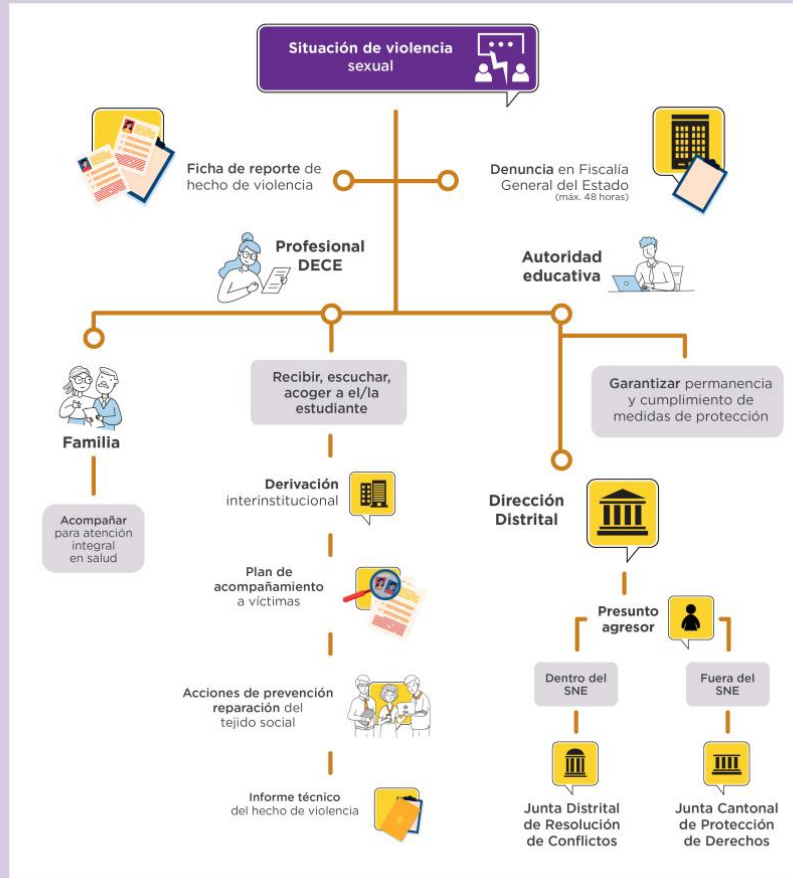 Situación de violencia
sexual
Ficha de reporte de
hecho de violencia
Denuncia en Fiscalía
General del Estado
(máx. 48 horas)
Profesional
DECE
Autoridad
educativa
Familia
Acompañar
para atención
integral
en salud
Recibir, escuchar,
acoger a el/la
estudiante
Derivación
interinstitucional
Plan de
acompañamiento
a víctimas
Acciones de prevención
reparación del
tejido social
Informe técnico
del hecho de violencia
Garantizar permanencia
y cumplimiento de
medidas de protección
Dirección
Distrital
Presunto
agresor
Dentro del
SNE
Fuera del
SNE
Junta Distrital
de Resolución
de Conflictos
Junta Cantonal
de Protección
de Derechos